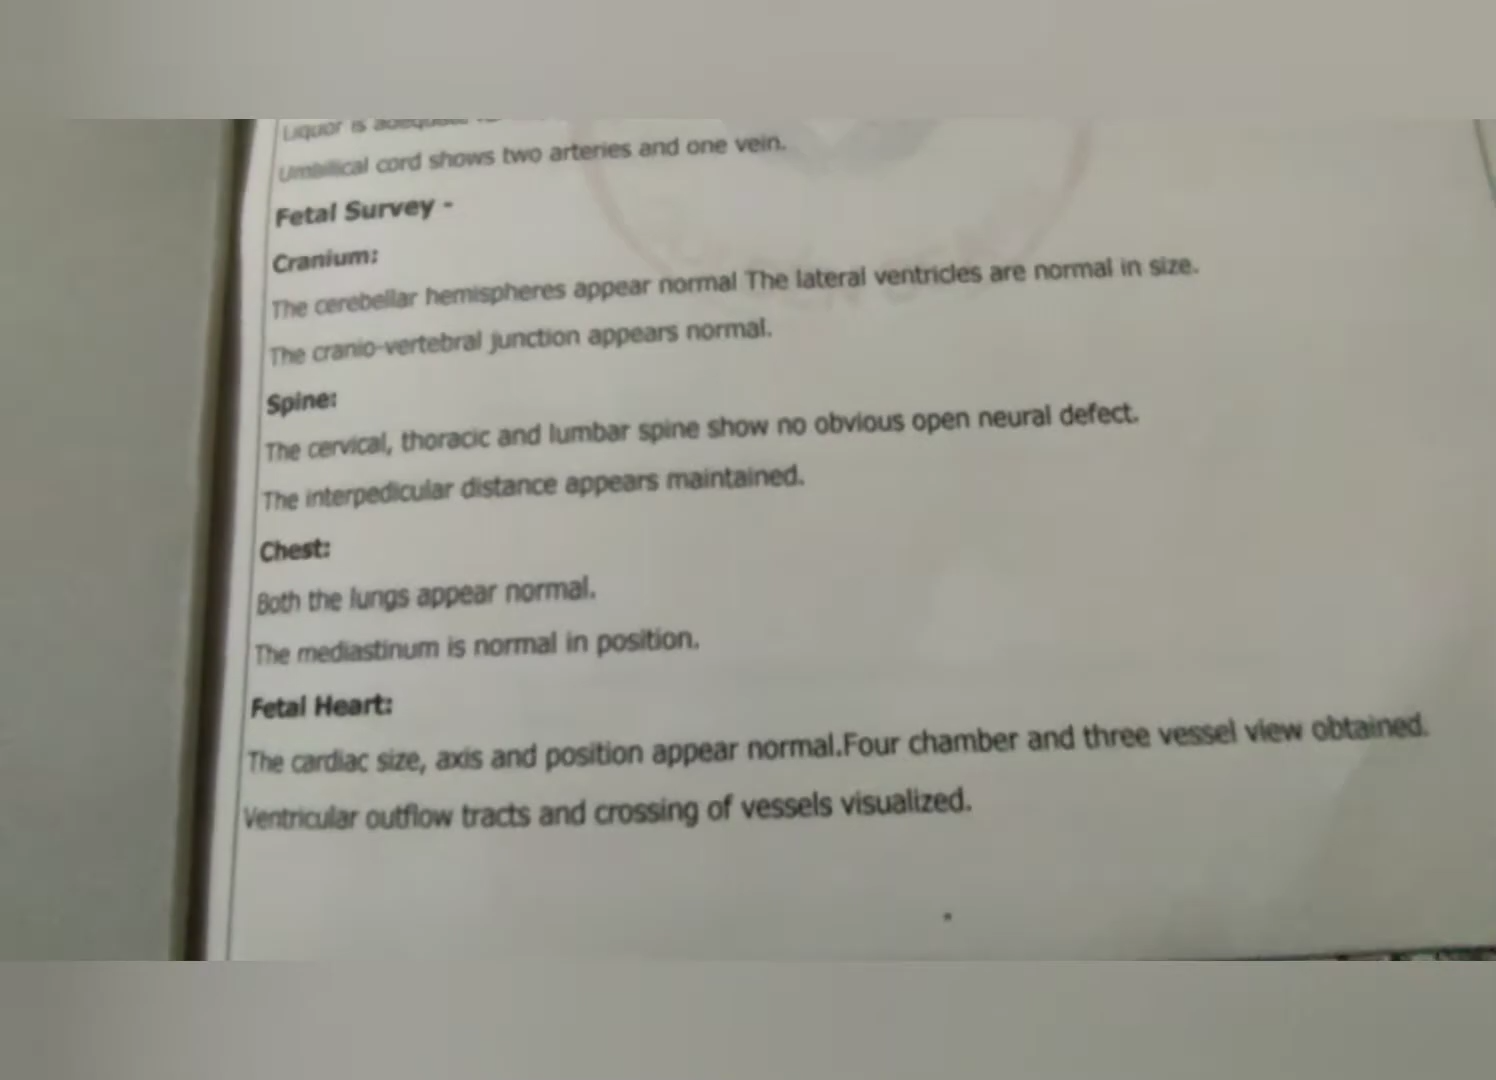 Liquor is adequate
Umbilical cord shows two arteries and one vein.
Fetal Survey -
Cranium:
The cerebellar hemispheres appear normal The lateral ventricles are normal in size.
The cranio-vertebral junction appears normal.
Spine:
The cervical, thoracic and lumbar spine show no obvious open neural defect.
The interpedicular distance appears maintained.
Chest:
Both the lungs appear normal.
The mediastinum is normal in position.
Fetal Heart:
The cardiac size, axis and position appear normal.Four chamber and three vessel view obtained.
Ventricular outflow tracts and crossing of vessels visualized.